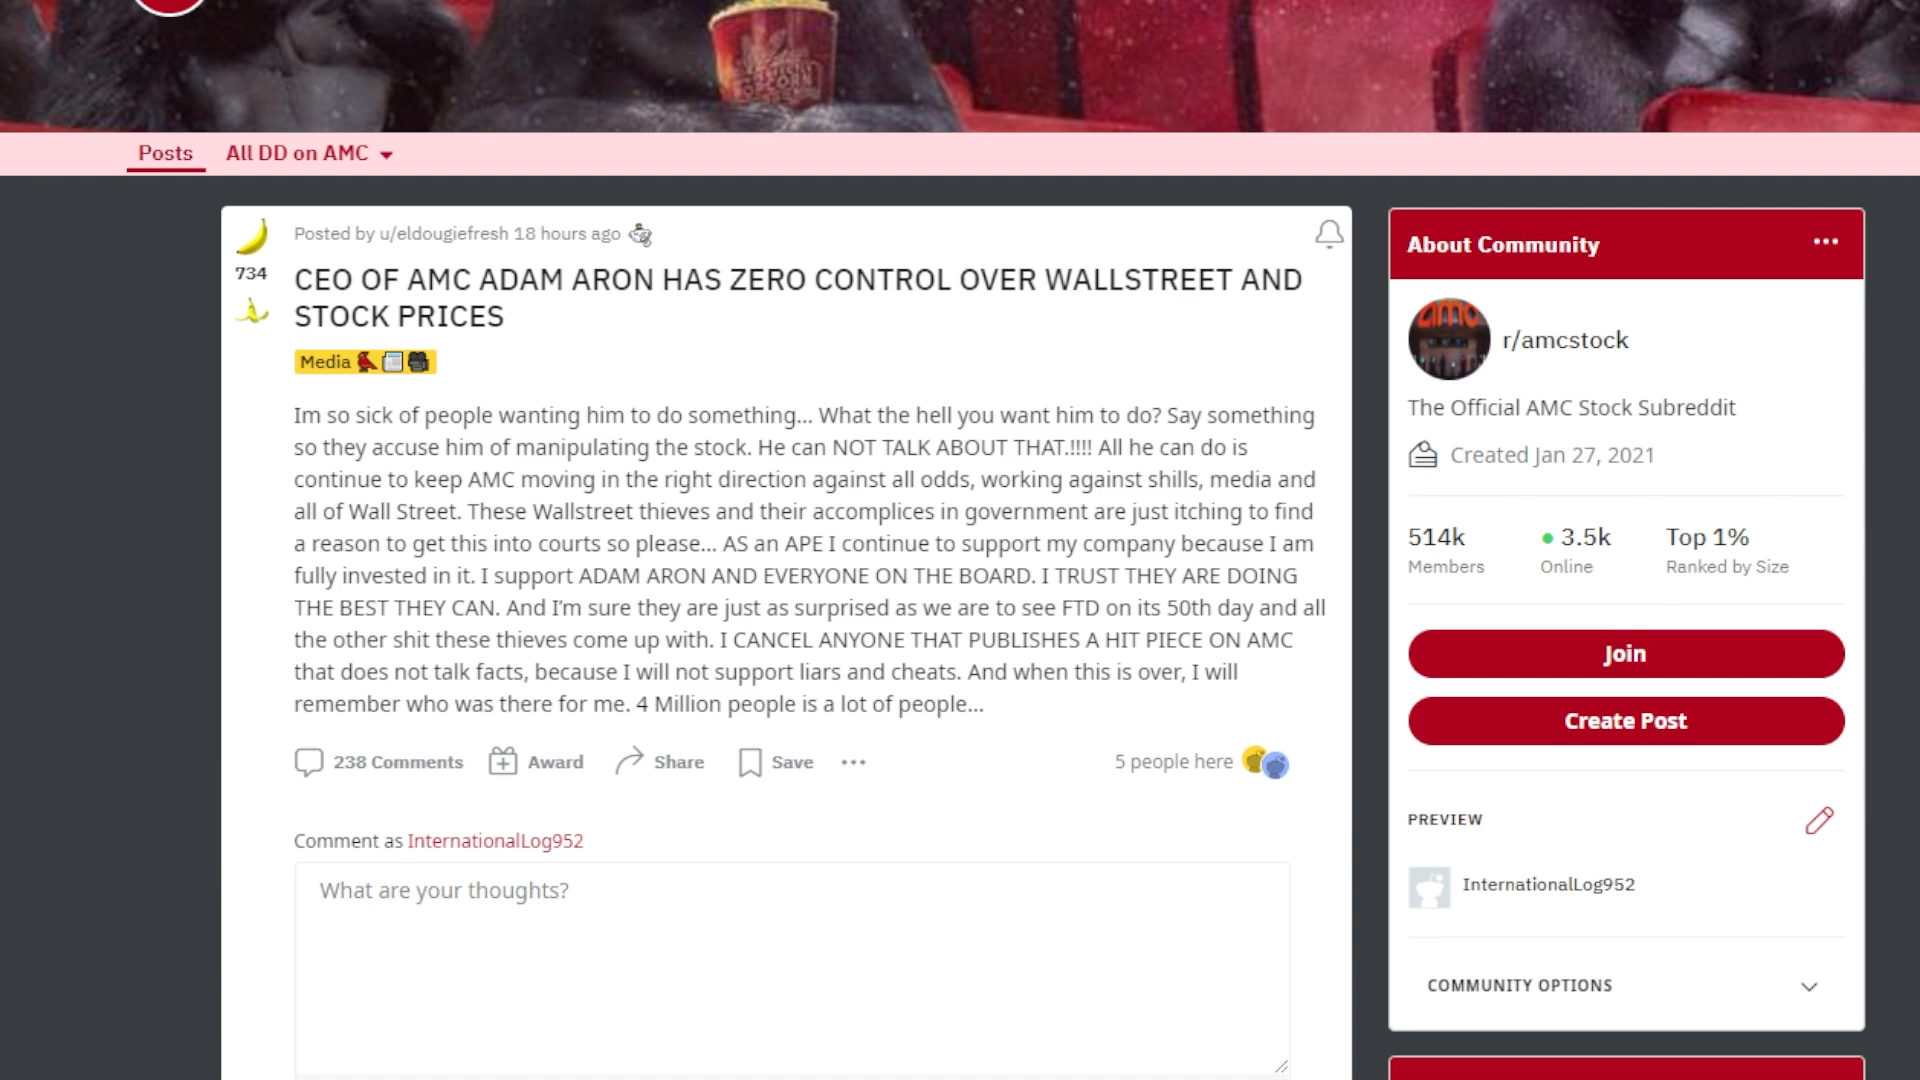 Posts
All DD on AMC
Posted by u/eldougiefresh 18 hours ago
734
CEO OF AMC ADAM ARON HAS ZERO CONTROL OVER WALLSTREET AND
STOCK PRICES
Media
Im so sick of people wanting him to do something... What the hell you want him to do? Say something
so they accuse him of manipulating the stock. He can NOT TALK ABOUT THAT.!!!! All he can do is
continue to keep AMC moving in the right direction against all odds, working against shills, media and
all of Wall Street. These Wallstreet thieves and their accomplices in government are just itching to find
a reason to get this into courts so please... AS an APE I continue to support my company because I am
fully invested in it. I support ADAM ARON AND EVERYONE ON THE BOARD. I TRUST THEY ARE DOING
THE BEST THEY CAN. And I'm sure they are just as surprised as we are to see FTD on its 50th day and all
the other shit these thieves come up with. I CANCEL ANYONE THAT PUBLISHES A HIT PIECE ON AMC
that does not talk facts, because I will not support liars and cheats. And when this is over, I will
remember who was there for me. 4 Million people is a lot of people...
238 Comments
Award
Share
Save
5 people here
Comment as InternationalLog952
What are your thoughts?
About Community
amc
r/amcstock
The Official AMC Stock Subreddit
Created Jan 27, 2021
514k
Members
3.5k
Online
Top 1%
Ranked by Size
Join
Create Post
PREVIEW
InternationalLog952
COMMUNITY OPTIONS